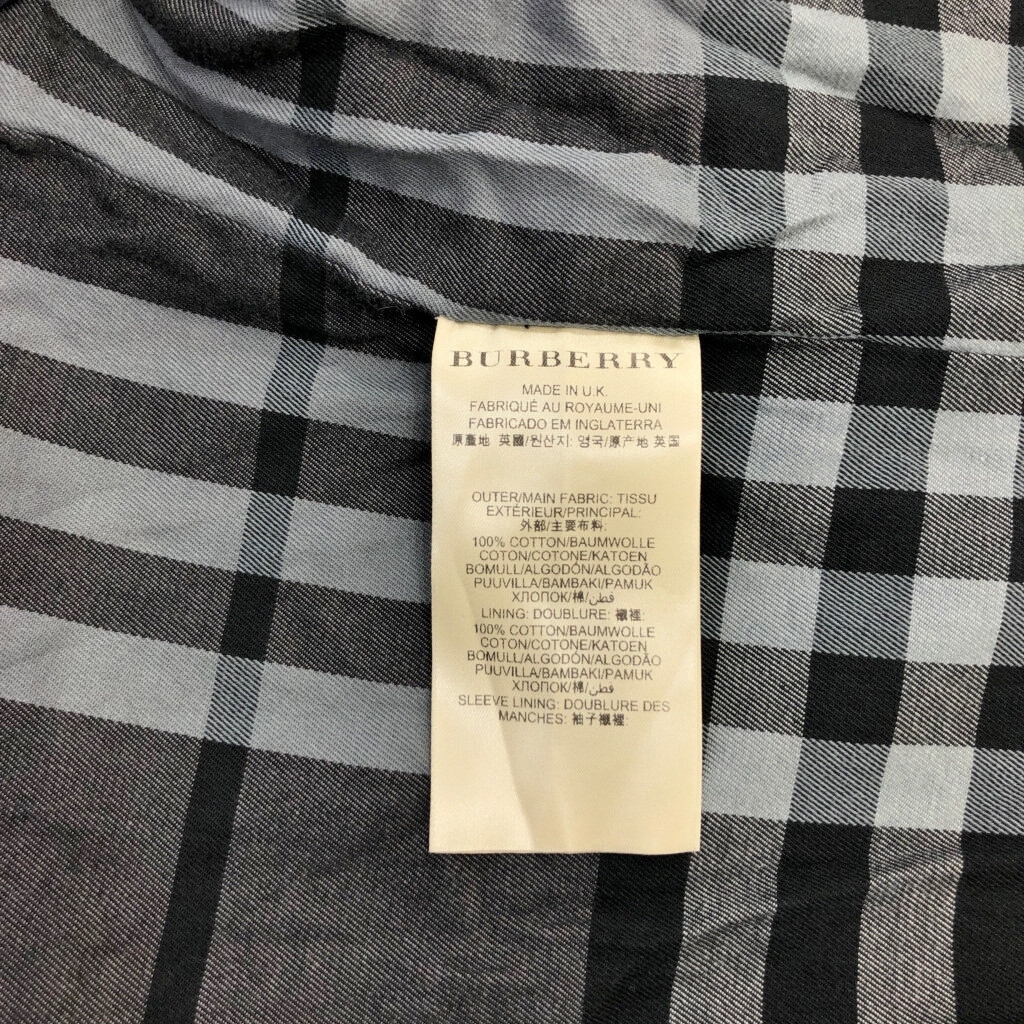 BURBERRY
MADE IN U.K.
FABRIQUÉ AU ROYAUME-UNI
FABRICADO EM INGLATERRA
原產地 英國/원산지: 영국/原产地 英国
OUTER/MAIN FABRIC: TISSU
EXTÉRIEUR/PRINCIPAL:
外部/主要布料:
100% COTTON/BAUMWOLLE
COTON/COTONE/KATOEN
BOMULL/ALGODÓN/ALGODÃO
PUUVILLA/BAMBAKI/PAMUK
ХЛОПОК/棉/قطن
LINING: DOUBLURE: 襯裡:
100% COTTON/BAUMWOLLE
COTON/COTONE/KATOEN
BOMULL/ALGODÓN/ALGODÃO
PUUVILLA/BAMBAKI/PAMUK
ХЛОПОК/棉/قطن
SLEEVE LINING: DOUBLURE DES
MANCHES: 袖子襯裡: